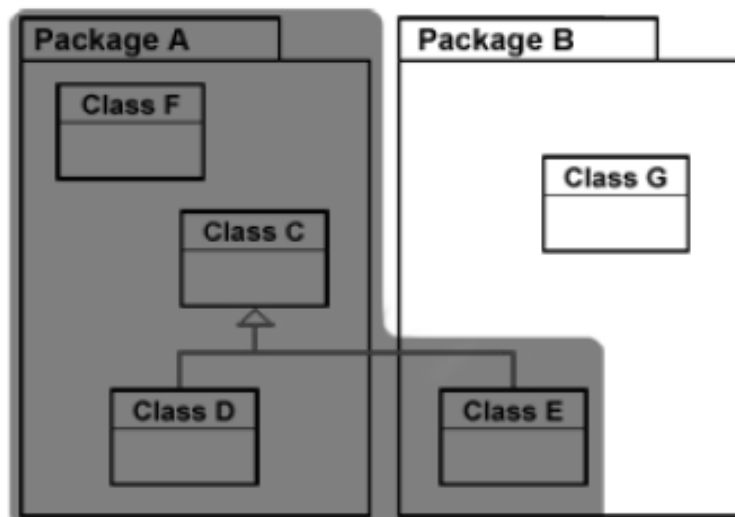 Package A
Package B
Class F
Class G
Class C
Class D
Class E